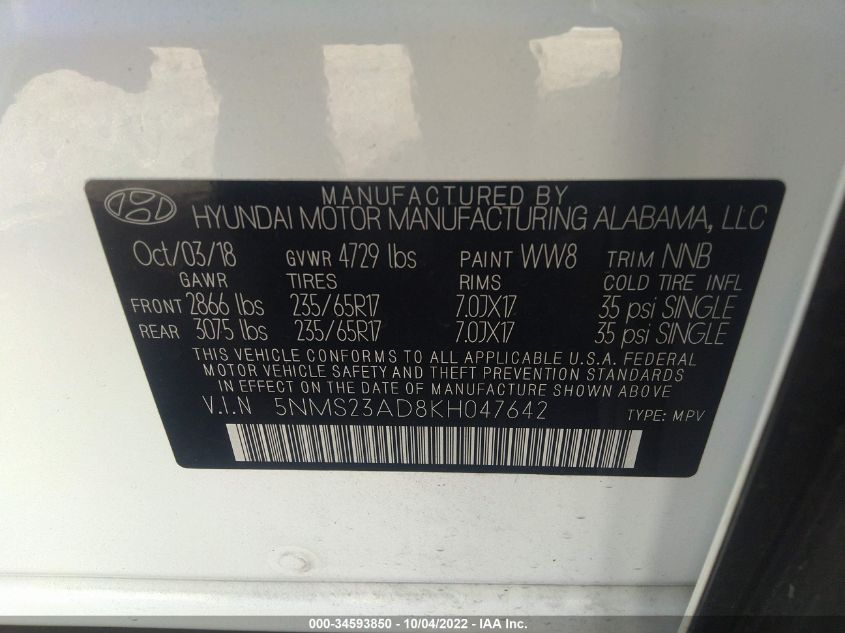 MANUFACTURED BY
HYUNDAI MOTOR MANUFACTURING ALABAMA, LLC
Oct/03/18 GVWR 4729 lbs PAINT WW8 TRIM NNB
GAWR TIRES RIMS COLD TIRE INFL
FRONT 2866 lbs 235/65R17 7.0JX17 35 psi SINGLE
REAR 3075 lbs 235/65R17 7.0JX17 35 psi SINGLE
THIS VEHICLE CONFORMS TO ALL APPLICABLE U.S.A. FEDERAL
MOTOR VEHICLE SAFETY AND THEFT PREVENTION STANDARDS
IN EFFECT ON THE DATE OF MANUFACTURE SHOWN ABOVE
V.I.N 5NMS23AD8KH047642 TYPE: MPV
000-34593850 - 10/04/2022 - IAA Inc.